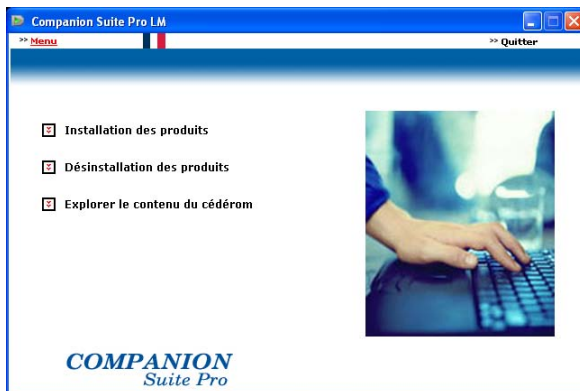 Companion Suite Pro LM
>> Menu
>> Quitter
Installation des produits
Désinstallation des produits
Explorer le contenu du cédérom
COMPANION
Suite Pro